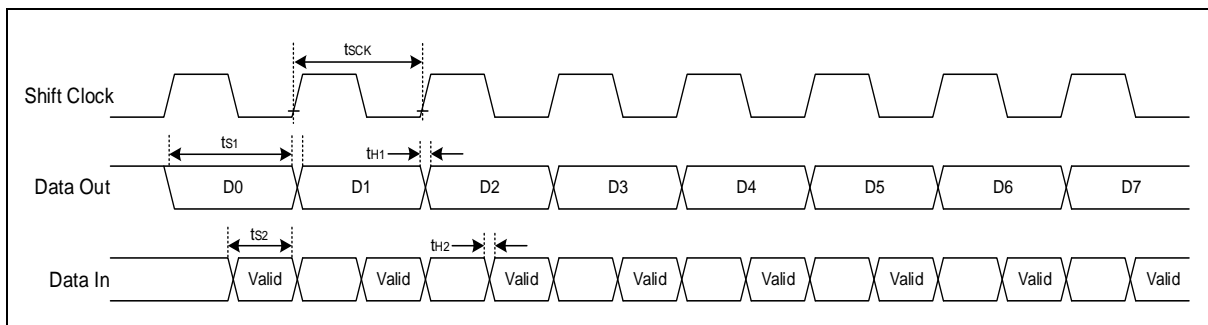 tSCK
Shift Clock
tS1
tH1
Data Out D0 D1 D2 D3 D4 D5 D6 D7
tS2
tH2
Data In Valid Valid Valid Valid Valid Valid Valid Valid